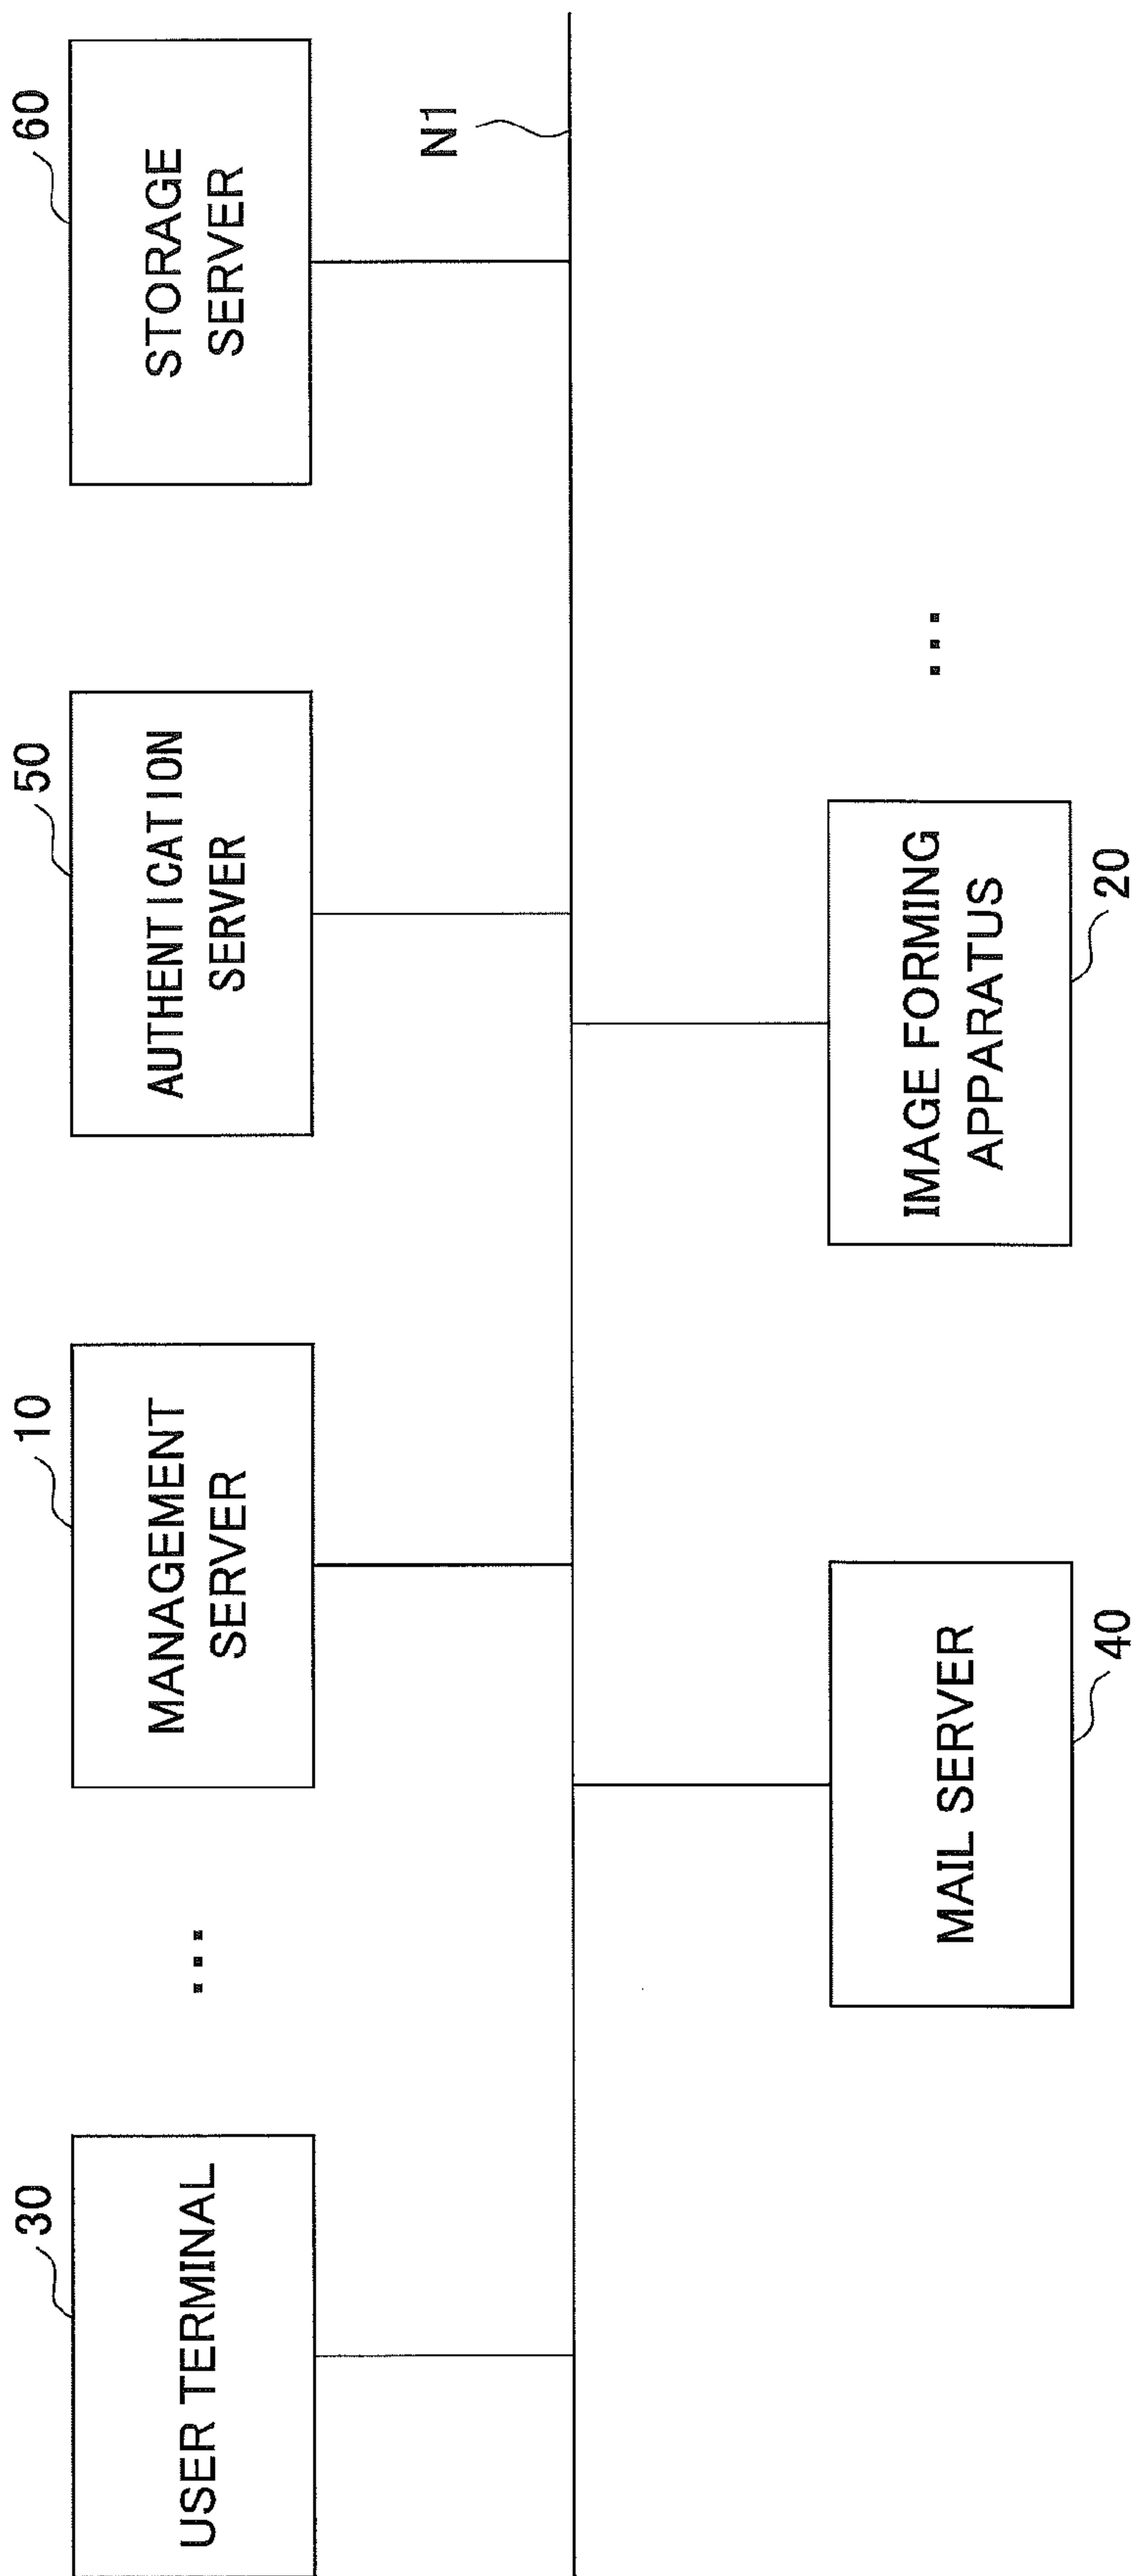 30
USER TERMINAL
...
10
MANAGEMENT
SERVER
50
AUTHENTICATION
SERVER
60
STORAGE
SERVER
N1
MAIL SERVER
40
IMAGE FORMING
APPARATUS
20
...